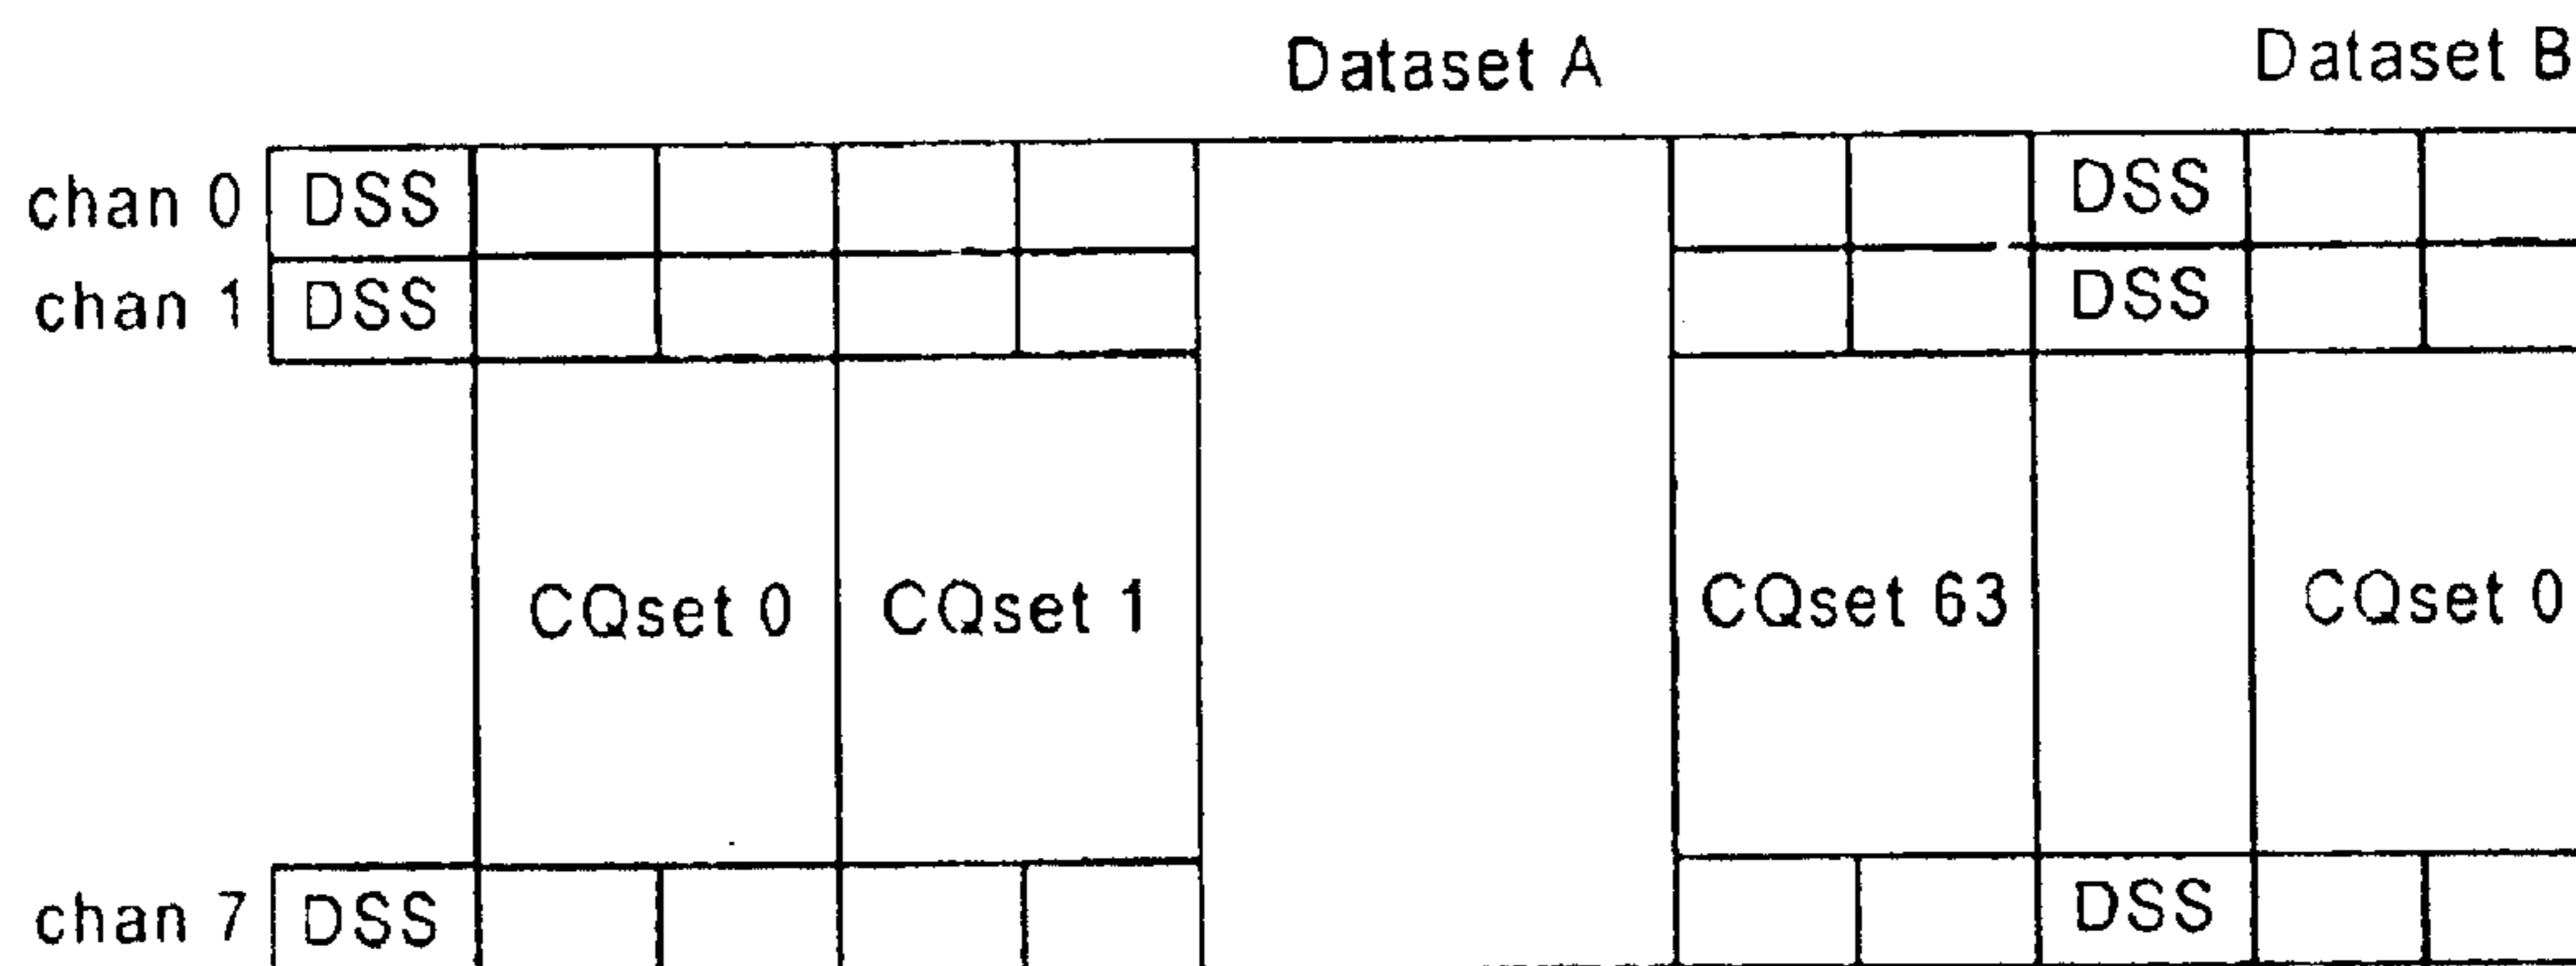 Dataset A Dataset B
chan 0 DSS DSS
chan 1 DSS DSS
CQset 0 CQset 1 CQset 63 CQset 0
chan 7 DSS DSS